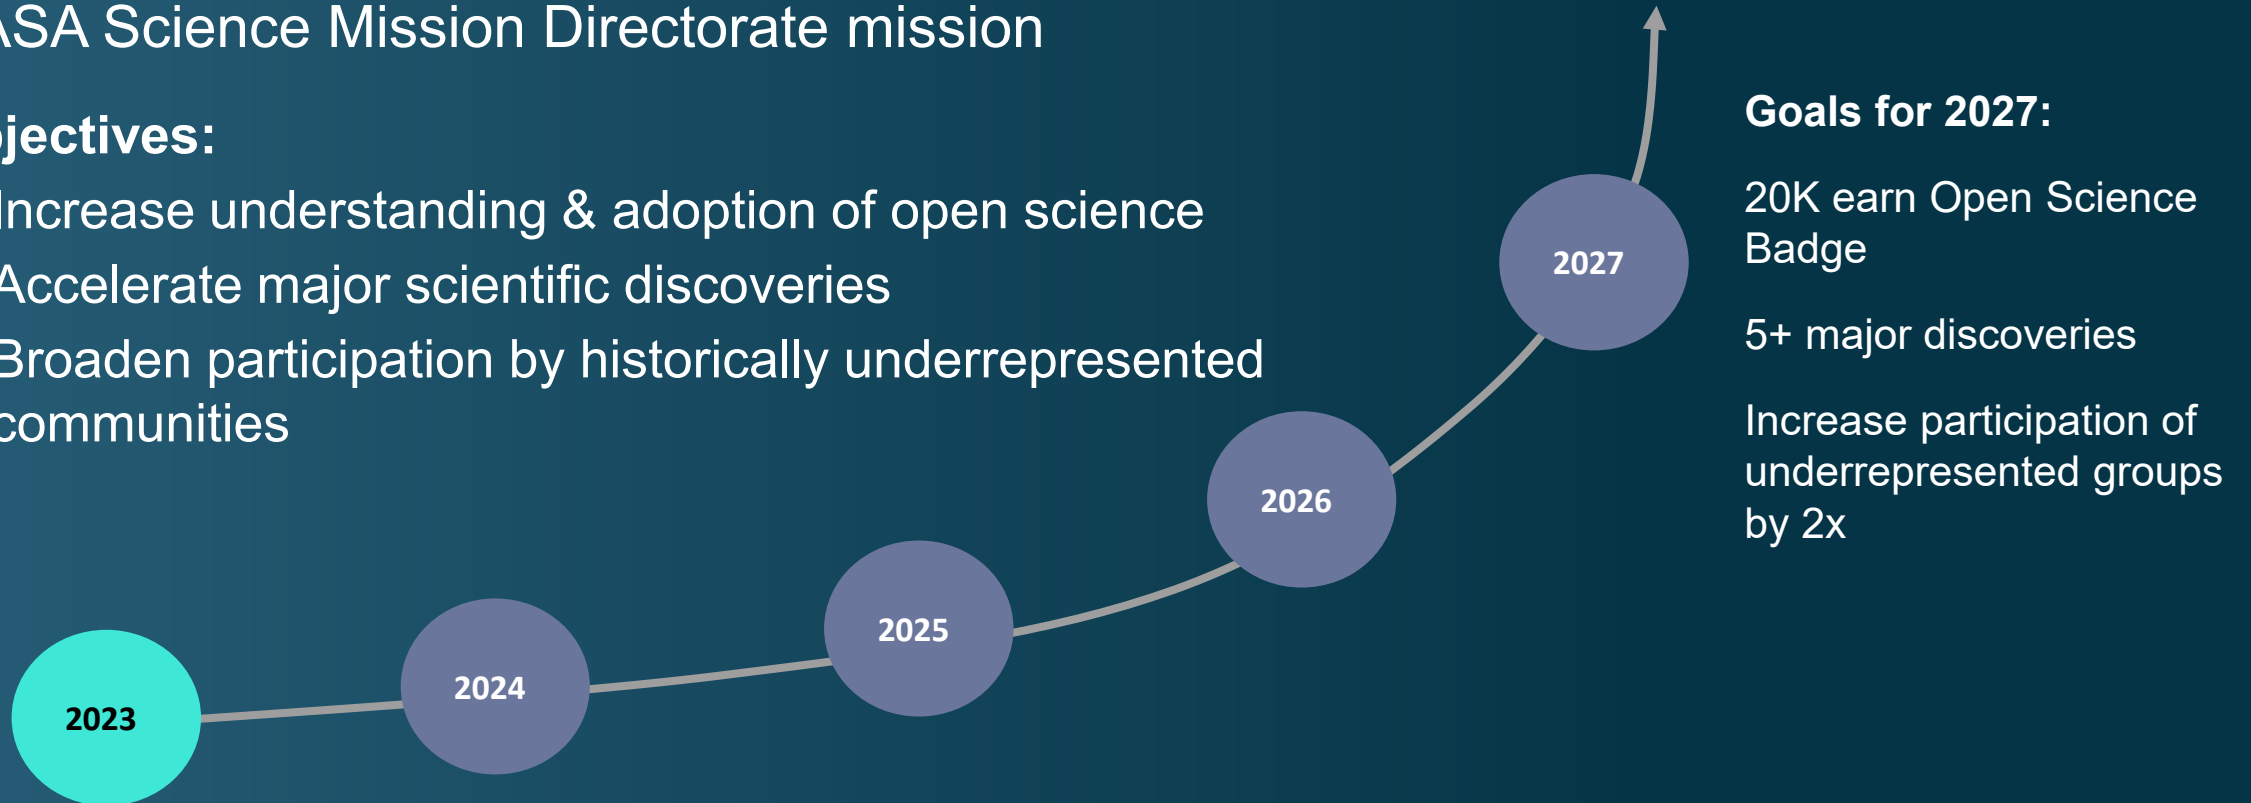 ASA Science Mission Directorate mission
jectives:
Increase understanding & adoption of open science
Accelerate major scientific discoveries
Broaden participation by historically underrepresented
communities
Goals for 2027:
20K earn Open Science
Badge
5+ major discoveries
Increase participation of
underrepresented groups
by 2x
2023
2024
2025
2026
2027